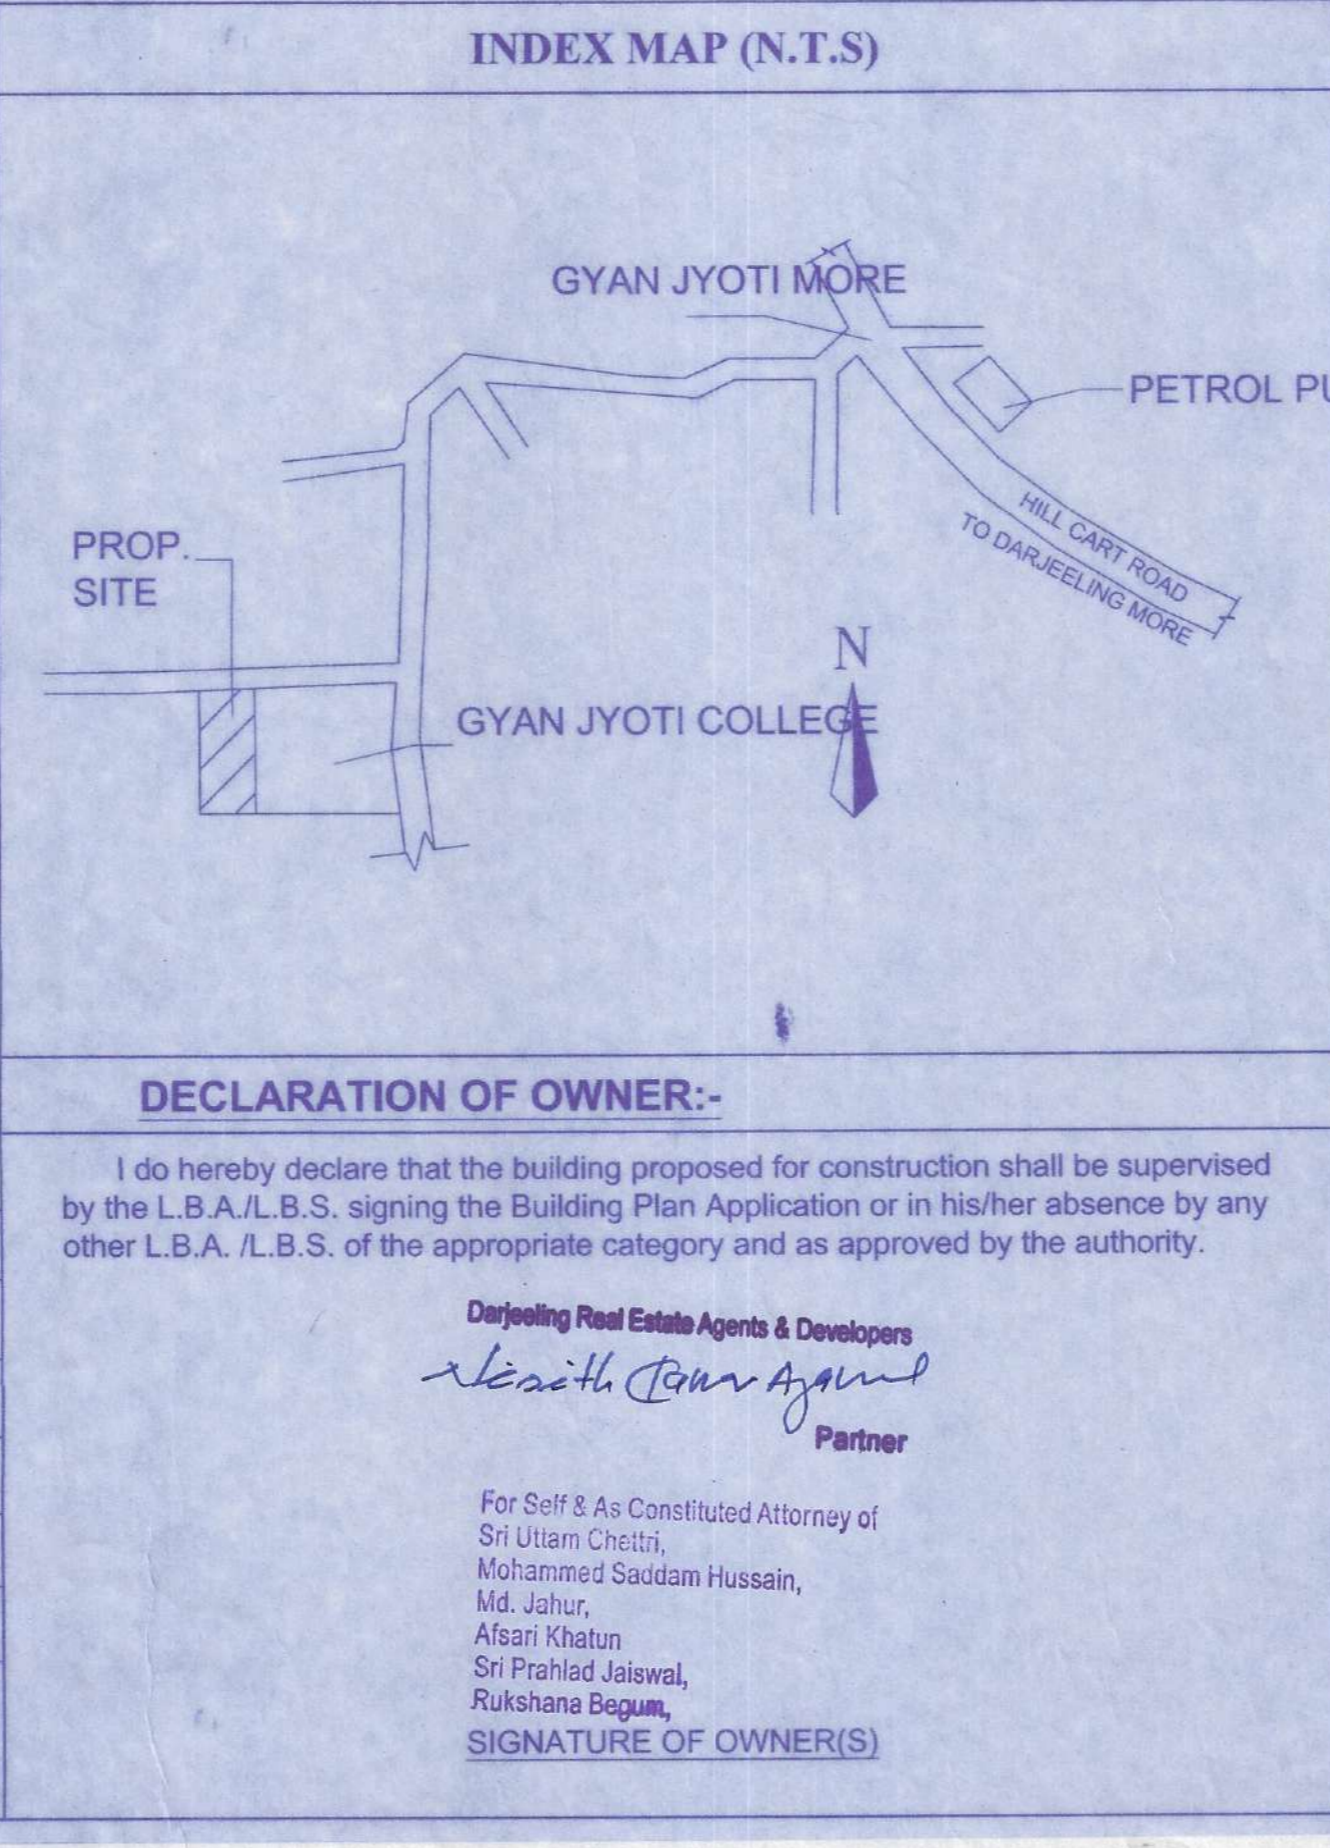 INDEX MAP (N.T.S)
GYAN JYOTI MORE
PETROL PU
HILL CART ROAD
TO DARJEELING MORE
PROP.
SITE
N
GYAN JYOTI COLLEGE
DECLARATION OF OWNER:-
I do hereby declare that the building proposed for construction shall be supervised
by the L.B.A./L.B.S. signing the Building Plan Application or in his/her absence by any
other L.B.A. /L.B.S. of the appropriate category and as approved by the authority.
Darjeeling Real Estate Agents & Developers
Partner
For Self & As Constituted Attorney of
Sri Uttam Chettri,
Mohammed Saddam Hussain,
Md. Jahur,
Afsari Khatun
Sri Prahlad Jaiswal,
Rukshana Begum,
SIGNATURE OF OWNER(S)